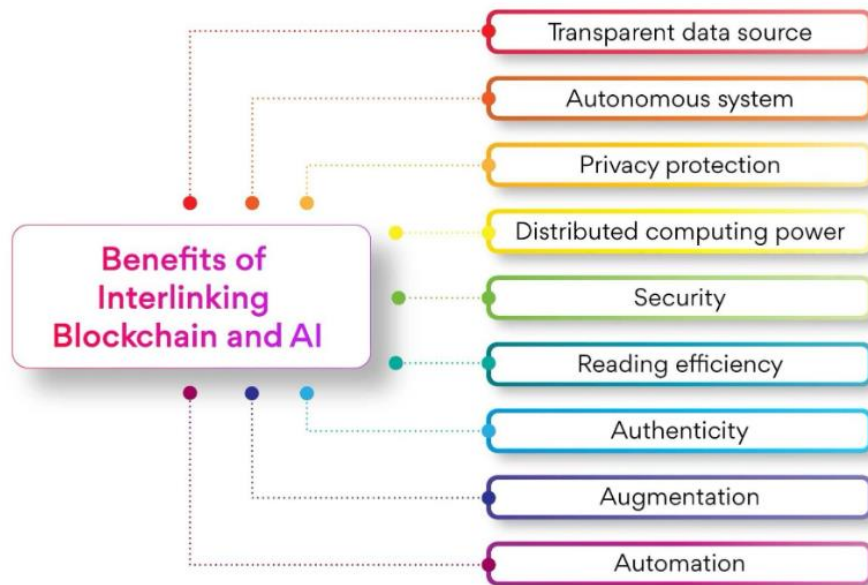 Transparent data source
Autonomous system
Privacy protection
Distributed computing power
Benefits of
Interlinking
Blockchain and AI
Security
Reading efficiency
Authenticity
Augmentation
Automation